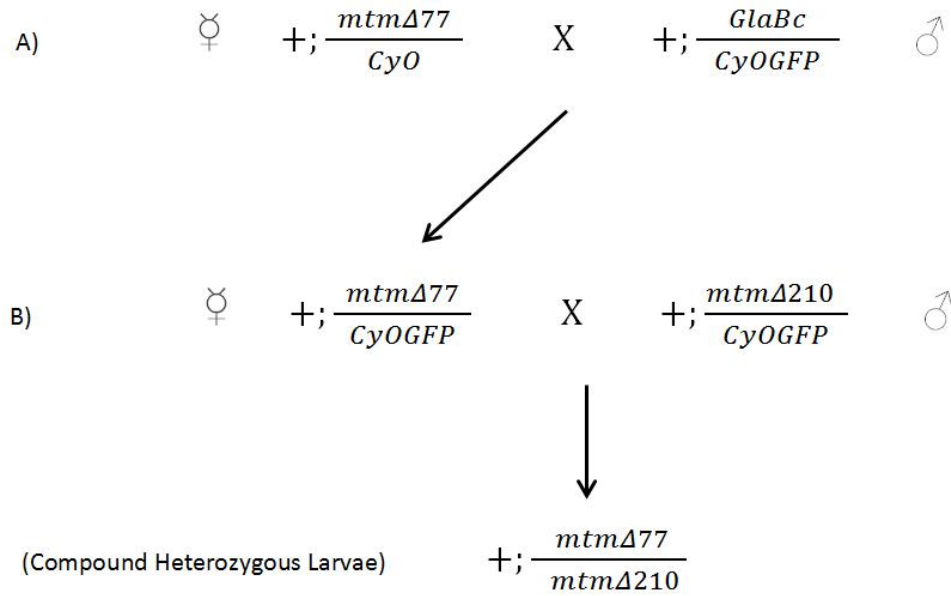 A) ☿ +; mtmΔ77 / CyO X +; GlaBc / CyOGFP ♂
B) ☿ +; mtmΔ77 / CyOGFP X +; mtmΔ210 / CyOGFP ♂
(Compound Heterozygous Larvae) +; mtmΔ77 / mtmΔ210